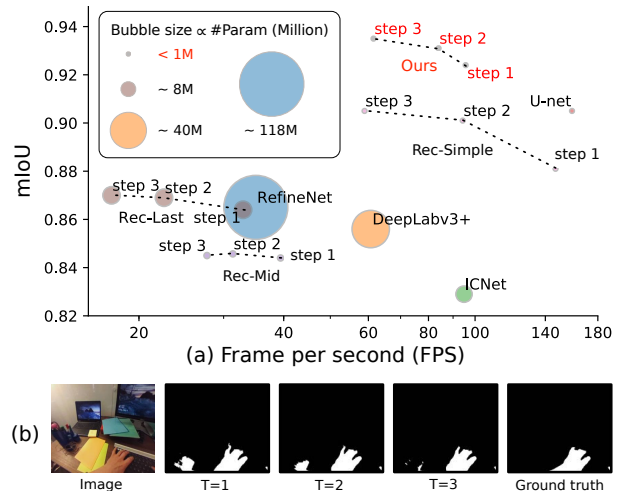 0.94
0.92
0.90
0.88
0.86
0.84
0.82
mIoU
Bubble size ∝ #Param (Million)
< 1M
~ 8M
~ 40M
~ 118M
step 3
step 2
Ours
step 1
step 3
step 2
U-net
Rec-Simple
step 1
step 3
step 2
RefineNet
Rec-Last
step 1
DeepLabv3+
step 3
step 2
step 1
Rec-Mid
ICNet
20
40
60
80
100
140
180
(a) Frame per second (FPS)
(b)
Image
T=1
T=2
T=3
Ground truth